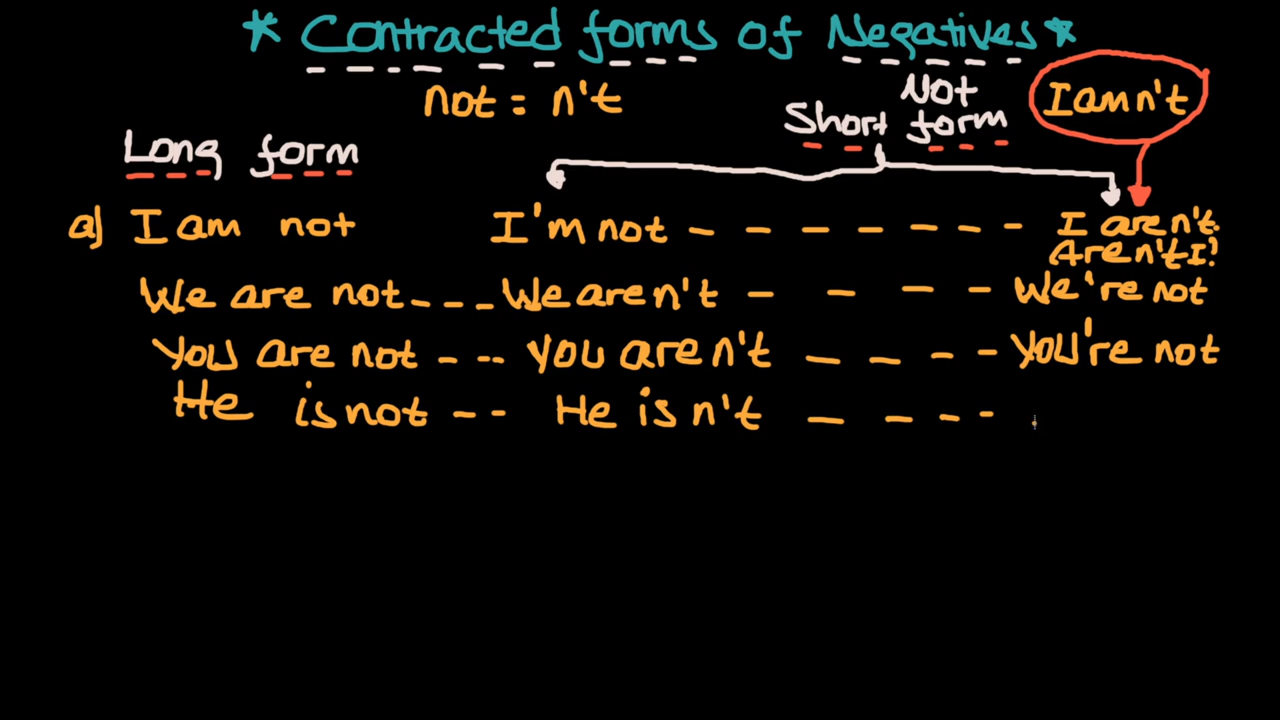 * Contracted forms of Negatives *
not = n't
Not
I amn't
Short form
Long form
a) I am not I'm not - - - - - - - I aren't.
Aren't I?
We are not - - - We aren't - - - - We're not
You are not - - - you aren't - - - - you're not
He is not - - He isn't - - - -